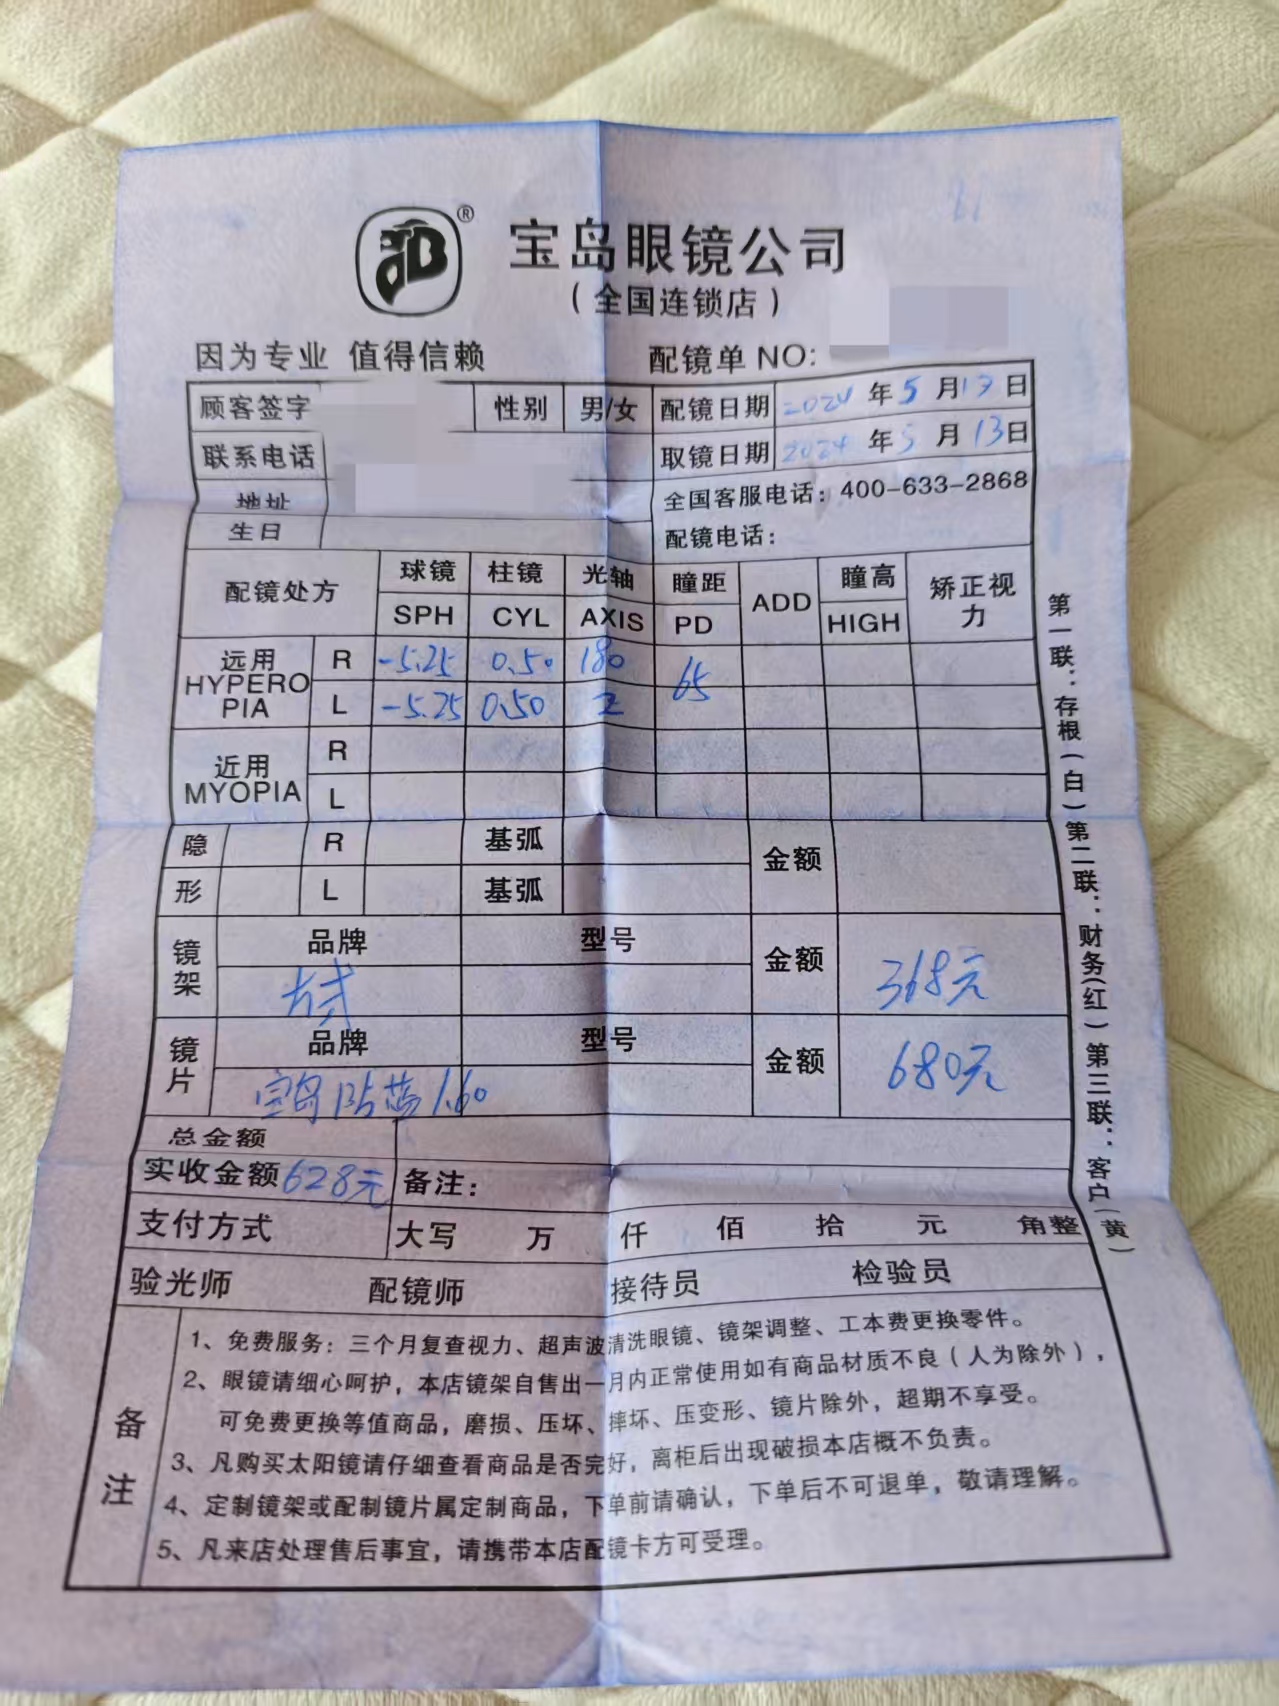 宝岛眼镜公司
（全国连锁店）
因为专业 值得信赖 配镜单 NO:
顾客签字 性别 男/女 配镜日期 2024 年 5 月 13 日
联系电话 取镜日期 2024 年 5 月 13 日
地址 全国客服电话：400-633-2868
生日 配镜电话：
配镜处方 球镜 柱镜 光轴 瞳距 ADD 瞳高 矫正视力
SPH CYL AXIS PD HIGH
远用 HYPEROPIA R -5.25 0.50 180 65
L -5.25 0.50 2
近用 MYOPIA R
L
隐形 R 基弧 金额
L 基弧
镜架 品牌 型号 金额 368元
镜片 品牌 型号 金额 680元
宝岛防蓝 1.60
总金额
实收金额 628元 备注：
支付方式 大写 万 仟 佰 拾 元 角整
验光师 配镜师 接待员 检验员
备注
1、免费服务：三个月复查视力、超声波清洗眼镜、镜架调整、工本费更换零件。
2、眼镜请细心呵护，本店镜架自售出一月内正常使用如有商品材质不良（人为除外），
可免费更换等值商品，磨损、压坏、摔坏、压变形、镜片除外，超期不享受。
3、凡购买太阳镜请仔细查看商品是否完好，离柜后出现破损本店概不负责。
4、定制镜架或配制镜片属定制商品，下单前请确认，下单后不可退单，敬请理解。
5、凡来店处理售后事宜，请携带本店配镜卡方可受理。
第一联：存根（白）第二联：财务（红）第三联：客户（黄）